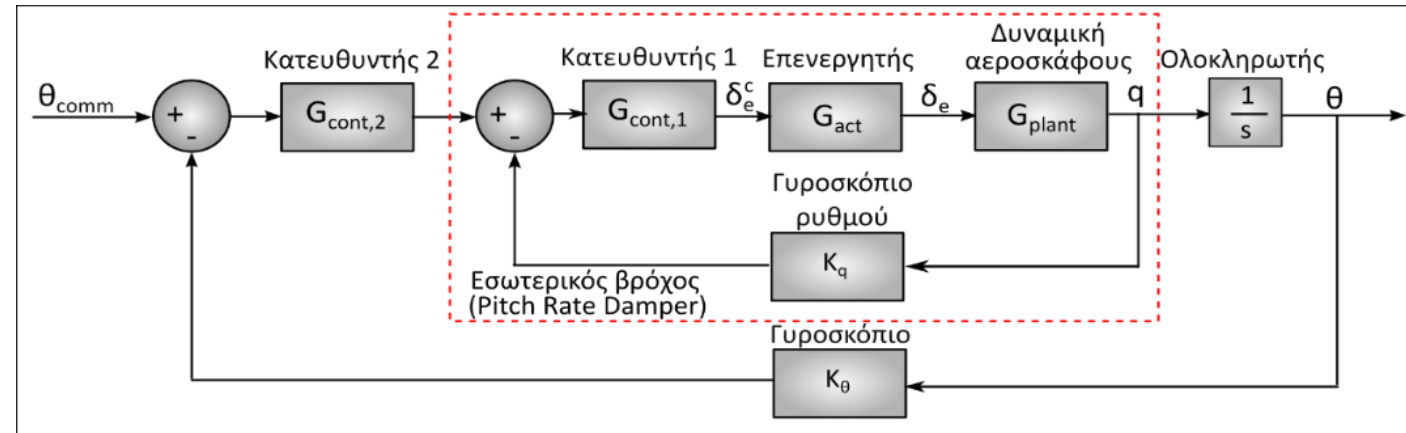 Δυναμική
Κατευθυντής 2
Κατευθυντής 1
Επενεργητής
αεροσκάφους
Ολοκληρωτής
θcomm
+
-
Gcont,2
+
-
Gcont,1
δec
Gact
δe
Gplant
q
1
s
θ
Γυροσκόπιο
ρυθμού
Kq
Εσωτερικός βρόχος
(Pitch Rate Damper)
Γυροσκόπιο
Kθ